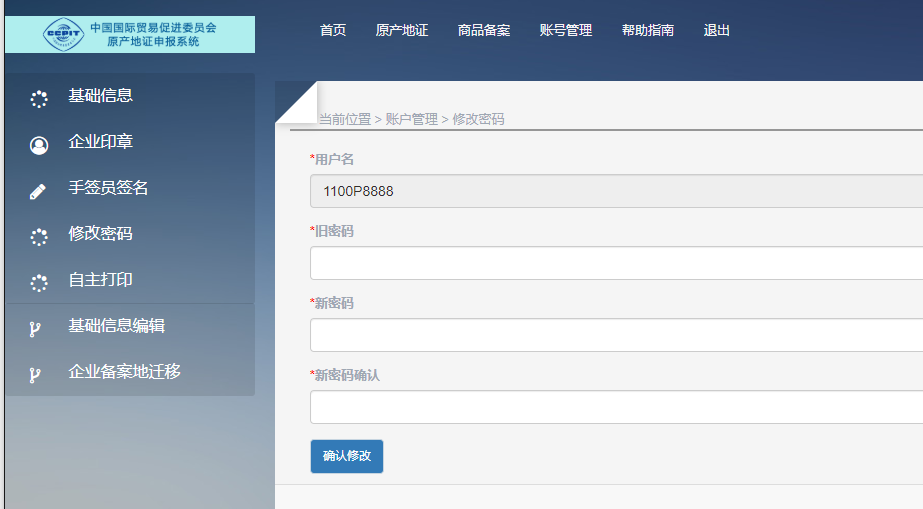 CCPIT
中国国际贸易促进委员会
原产地证申报系统
首页 原产地证 商品备案 账号管理 帮助指南 退出
基础信息
企业印章
手签员签名
修改密码
自主打印
基础信息编辑
企业备案地迁移
当前位置 > 账户管理 > 修改密码
*用户名
1100P8888
*旧密码
*新密码
*新密码确认
确认修改